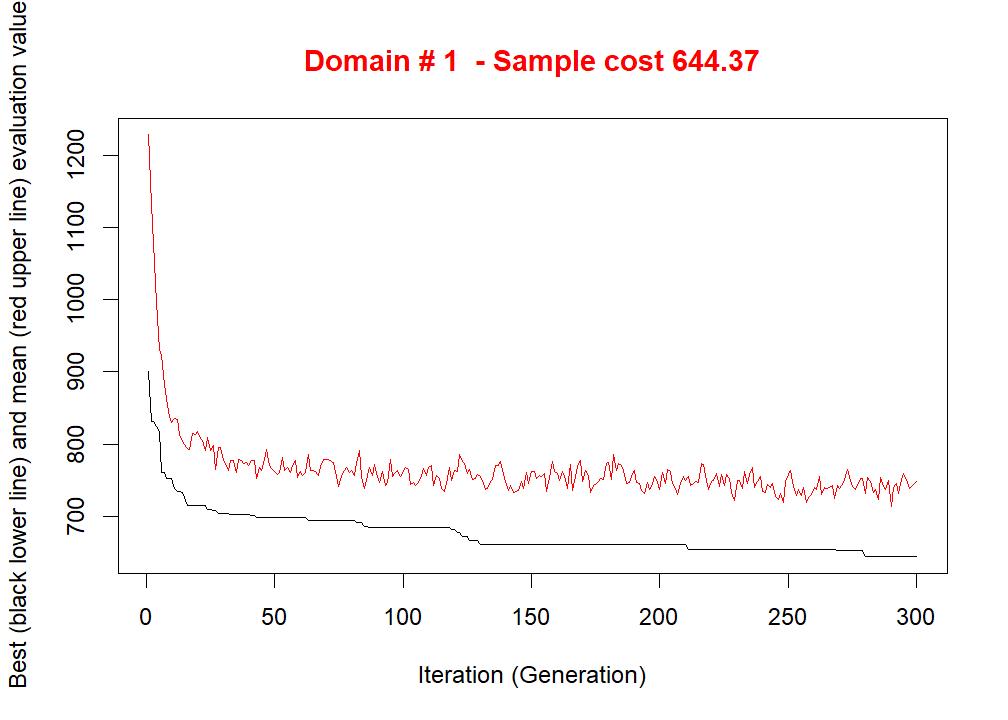 Domain # 1  - Sample cost 644.37
Best (black lower line) and mean (red upper line) evaluation value
1200
1100
1000
900
800
700
0 50 100 150 200 250 300
Iteration (Generation)